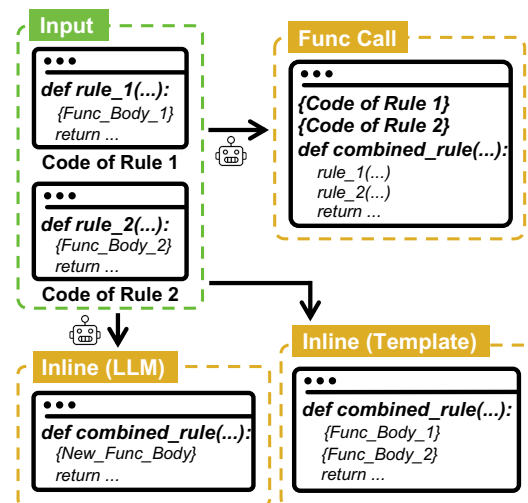 Input
def rule_1(...):
{Func_Body_1}
return ...
Code of Rule 1
def rule_2(...):
{Func_Body_2}
return ...
Code of Rule 2
Func Call
{Code of Rule 1}
{Code of Rule 2}
def combined_rule(...):
rule_1(...)
rule_2(...)
return ...
Inline (LLM)
def combined_rule(...):
{New_Func_Body}
return ...
Inline (Template)
def combined_rule(...):
{Func_Body_1}
{Func_Body_2}
return ...